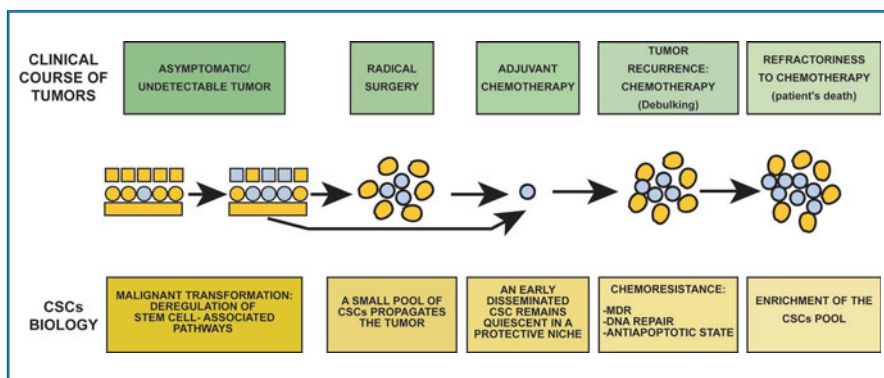 CLINICAL
COURSE OF
TUMORS
ASYMPTOMATIC/
UNDETECTABLE TUMOR
RADICAL
SURGERY
ADJUVANT
CHEMOTHERAPY
TUMOR
RECURRENCE:
CHEMOTHERAPY
(Debulking)
REFRACTORINESS
TO CHEMOTHERAPY
(patient's death)
CSCs
BIOLOGY
MALIGNANT TRANSFORMATION:
DEREGULATION OF
STEM CELL- ASSOCIATED
PATHWAYS
A SMALL POOL OF
CSCs PROPAGATES
THE TUMOR
AN EARLY
DISSEMINATED
CSC REMAINS
QUIESCENT IN A
PROTECTIVE NICHE
CHEMORESISTANCE:
-MDR
-DNA REPAIR
-ANTIAPOPTOTIC STATE
ENRICHMENT OF THE
CSCs POOL